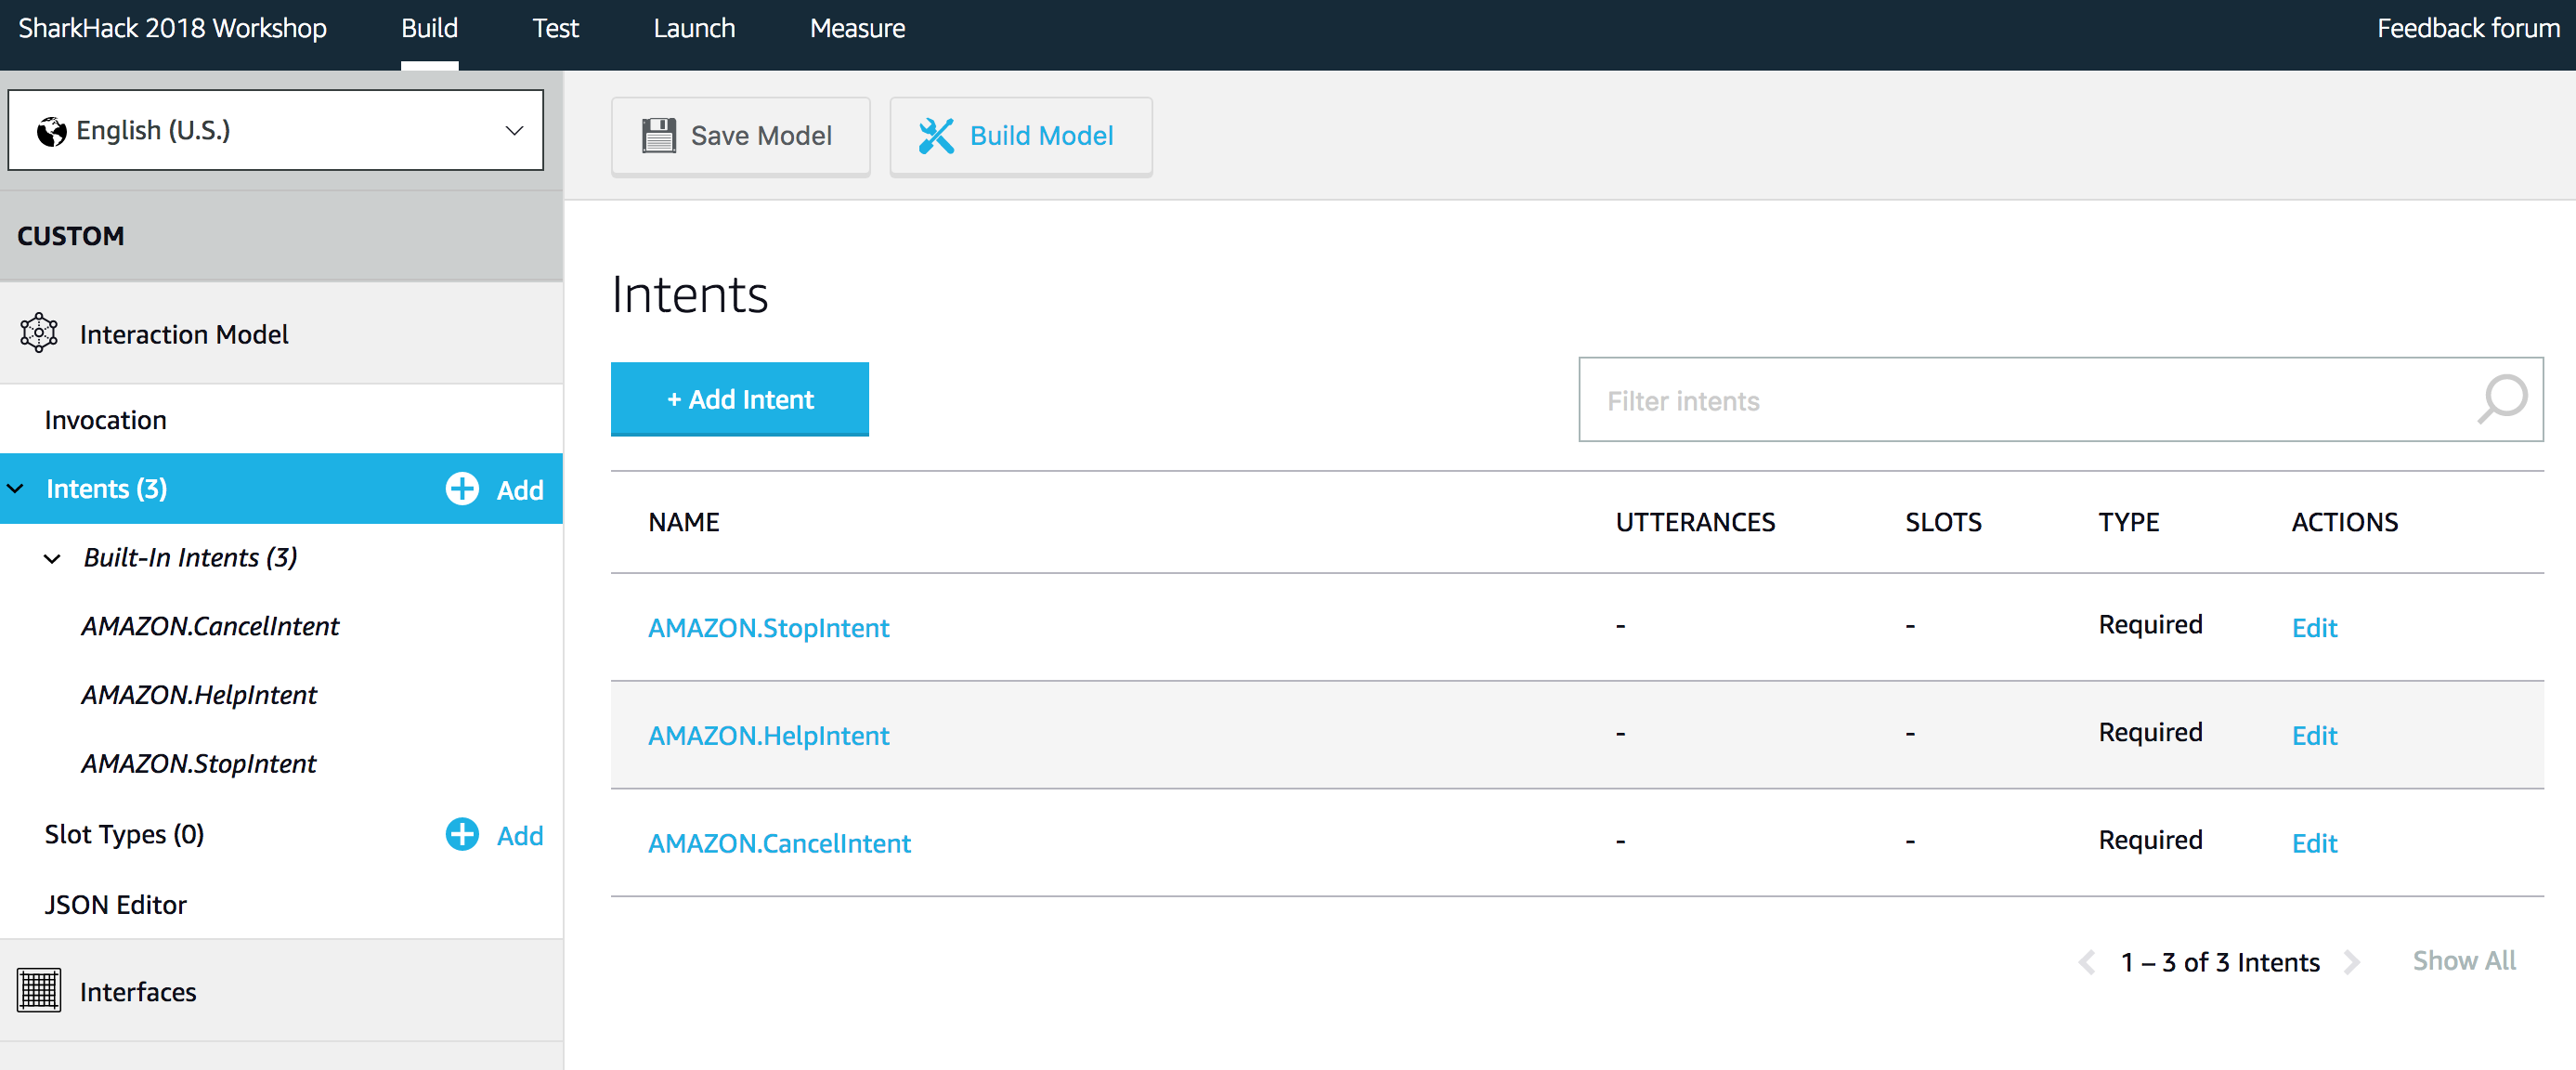 SharkHack 2018 Workshop Build Test Launch Measure Feedback forum
English (U.S.)
Save Model Build Model
CUSTOM
Interaction Model
Invocation
Intents (3) Add
Built-In Intents (3)
AMAZON.CancelIntent
AMAZON.HelpIntent
AMAZON.StopIntent
Slot Types (0) Add
JSON Editor
Interfaces
Intents
+ Add Intent
Filter intents
NAME UTTERANCES SLOTS TYPE ACTIONS
AMAZON.StopIntent - - Required Edit
AMAZON.HelpIntent - - Required Edit
AMAZON.CancelIntent - - Required Edit
1 – 3 of 3 Intents Show All